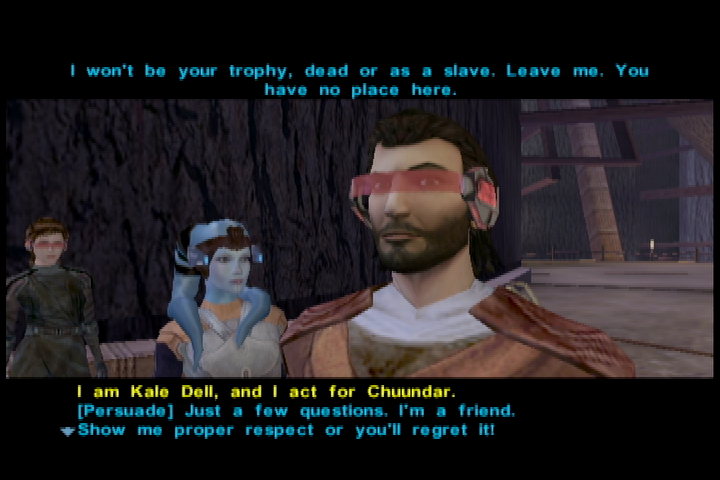 I won't be your trophy, dead or as a slave. Leave me. You
have no place here.
I am Kale Dell, and I act for Chuundar.
[Persuade] Just a few questions. I'm a friend.
Show me proper respect or you'll regret it!